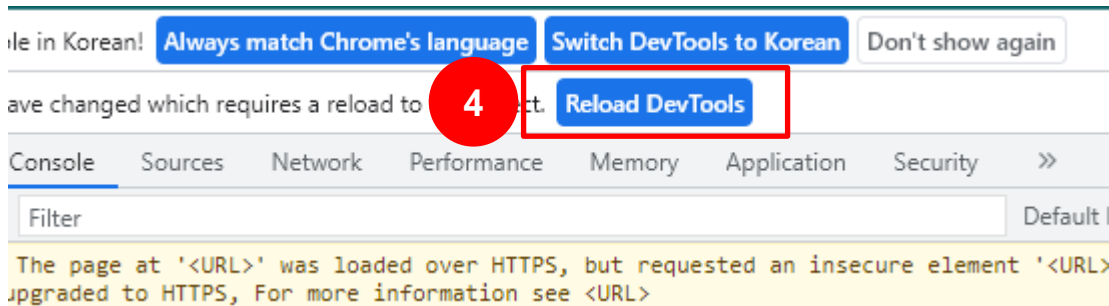 le in Korean! Always match Chrome's language Switch DevTools to Korean Don't show again
ave changed which requires a reload to 4 ct. Reload DevTools
Console Sources Network Performance Memory Application Security »
Filter Default
The page at '<URL>' was loaded over HTTPS, but requested an insecure element '<URL>
upgraded to HTTPS, For more information see <URL>